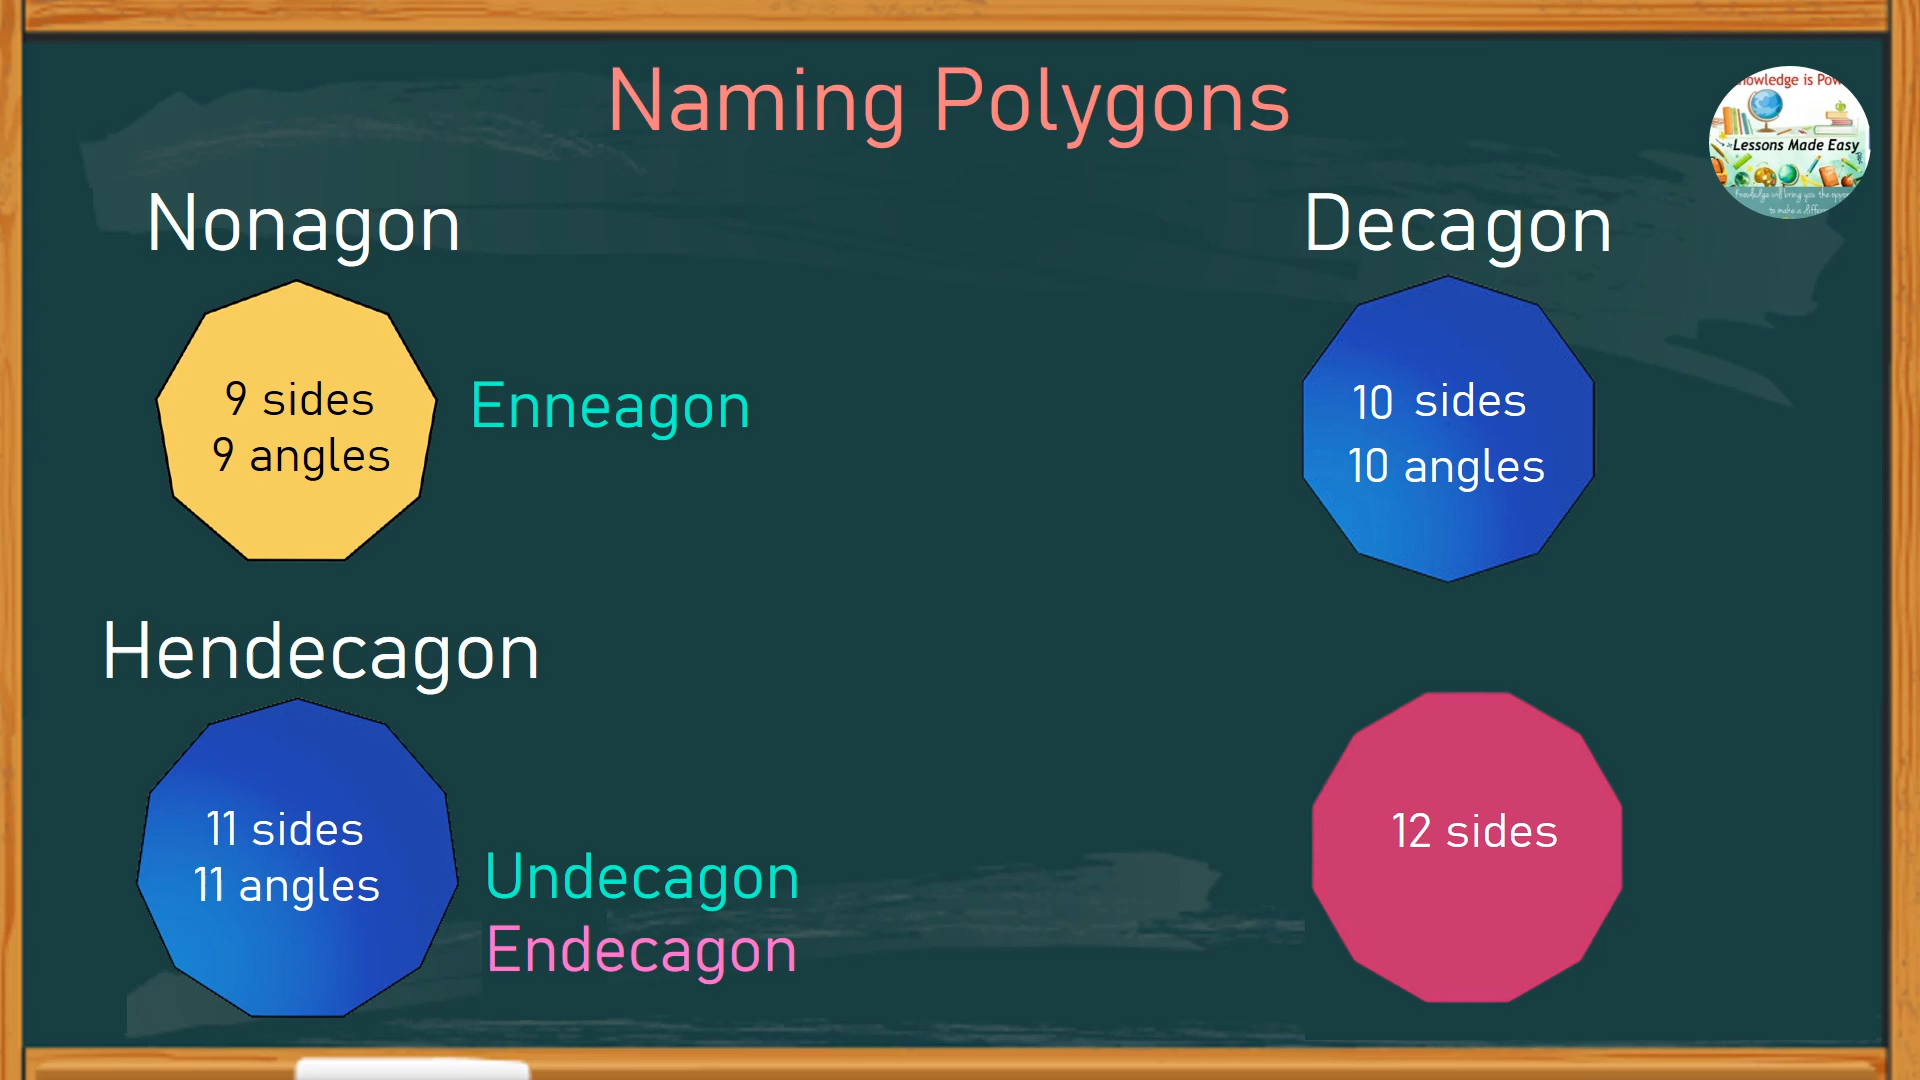 Naming Polygons
Lessons Made Easy
Nonagon
Decagon
9 sides
9 angles
Enneagon
10 sides
10 angles
Hendecagon
11 sides
11 angles
Undecagon
Endecagon
12 sides